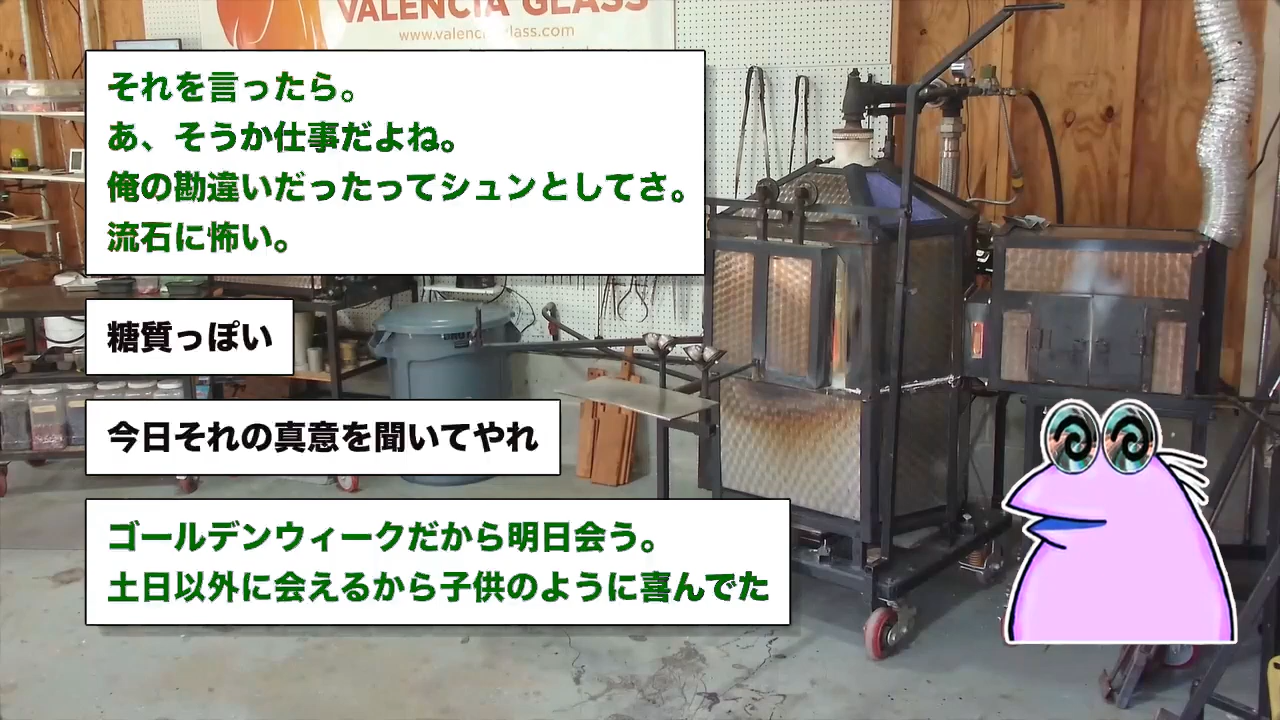 VALENCIA GLASS
www.valenciaglass.com
それを言ったら。
あ、そうか仕事だよね。
俺の勘違いだったってシュンとしてさ。
流石に怖い。
糖質っぽい
今日それの真意を聞いてやれ
ゴールデンウィークだから明日会う。
土日以外に会えるから子供のように喜んでた